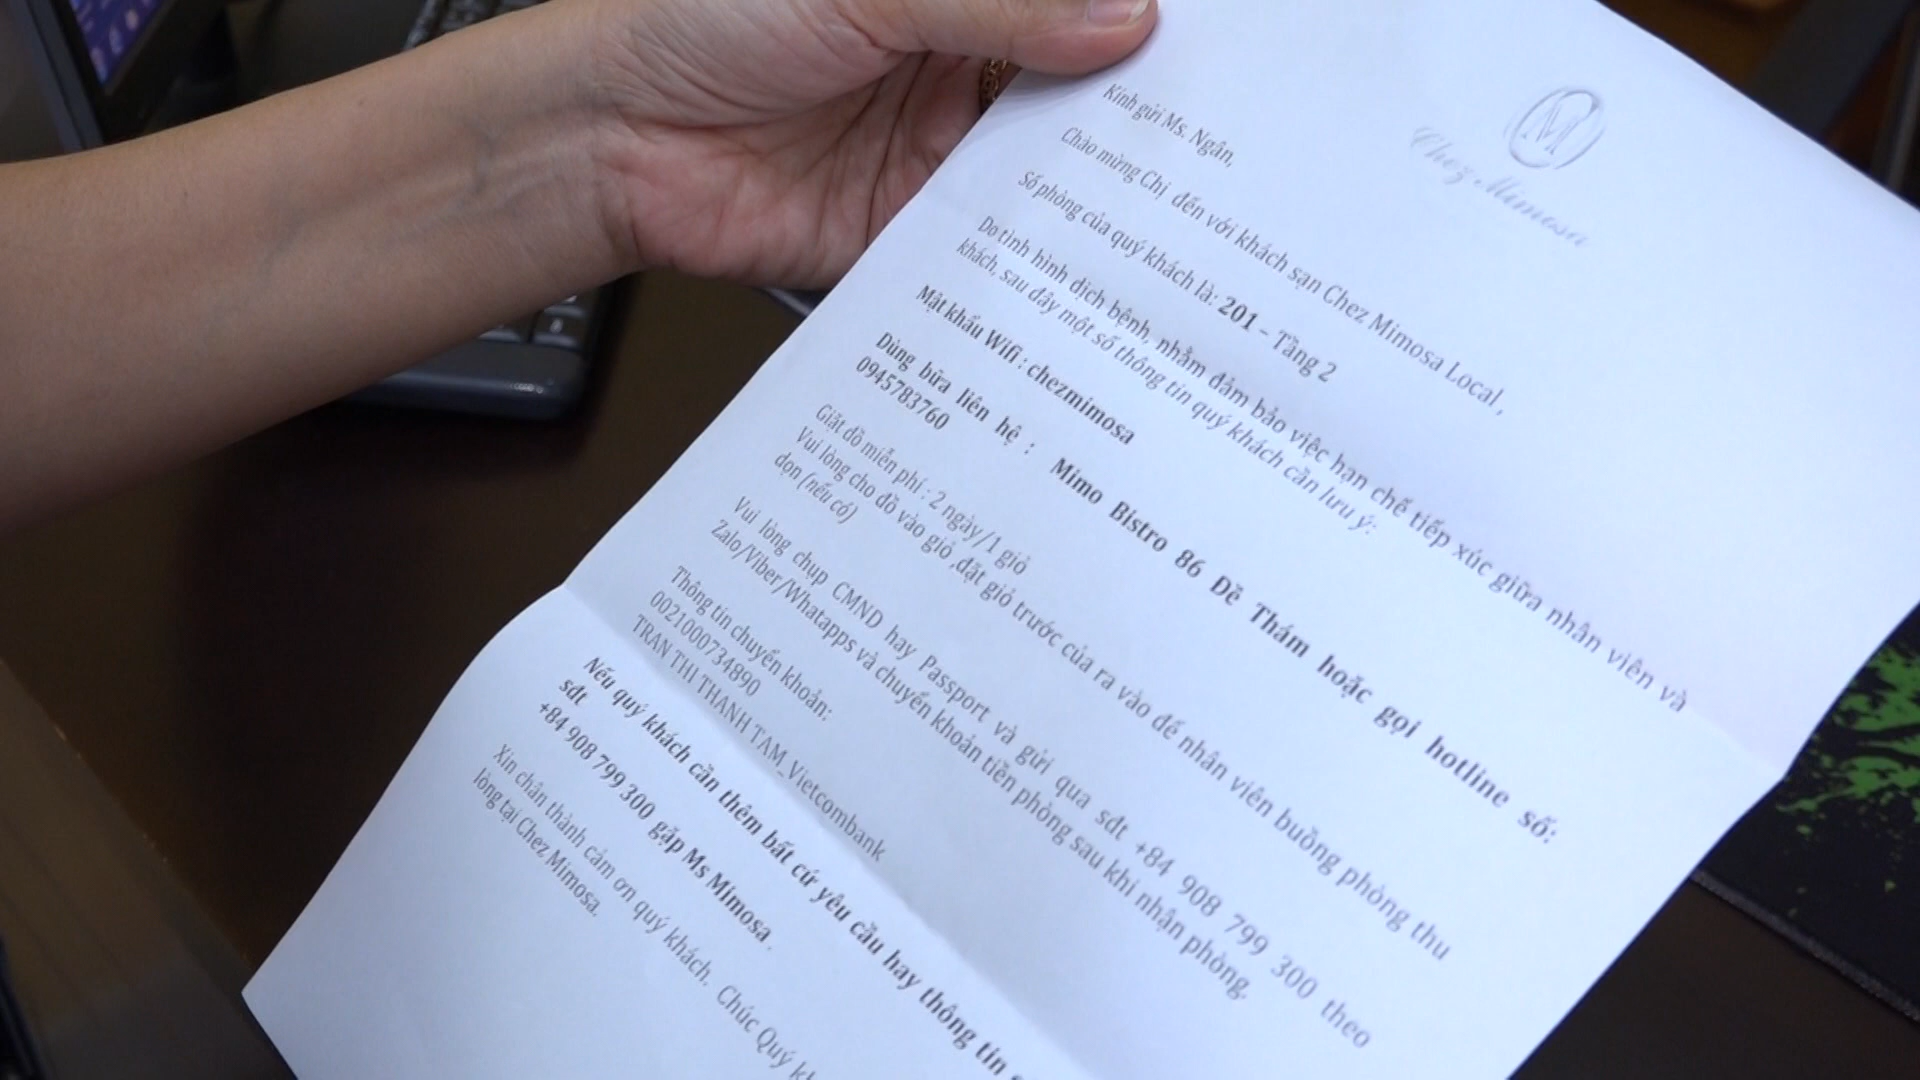 Chez Mimosa
Kính gửi Ms. Ngân,
Chào mừng Chị đến với khách sạn Chez Mimosa Local ,
Số phòng của quý khách là: 201 – Tầng 2
Do tình hình dịch bệnh, nhằm đảm bảo việc hạn chế tiếp xúc giữa nhân viên và
khách, sau đây một số thông tin quý khách cần lưu ý:
Mật khẩu Wifi : chezmimosa
Dùng bữa liên hệ : Mimo Bistro 86 Đề Thám hoặc gọi hotline số:
0945783760
Giặt đồ miễn phí : 2 ngày/1 giỏ
Vui lòng cho đồ vào giỏ ,đặt giỏ trước cửa ra vào để nhân viên buồng phòng thu
dọn (nếu có)
Vui lòng chụp CMND hay Passport và gửi qua sdt +84 908 799 300 theo
Zalo/Viber/Whatapps và chuyển khoản tiền phòng sau khi nhận phòng.
Thông tin chuyển khoản:
0021000734890
TRAN THI THANH TAM_Vietcombank
Nếu quý khách cần thêm bất cứ yêu cầu hay thông tin
sdt
+84 908 799 300 gặp Ms Mimosa .
Xin chân thành cảm ơn quý khách. Chúc Quý
lòng tại Chez Mimosa.